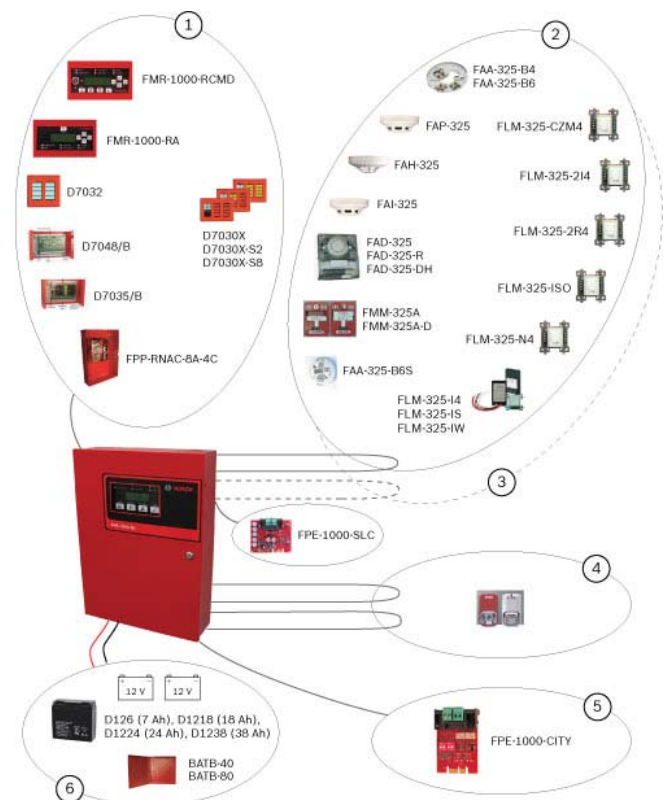 1
FMR-1000-RCMD
FMR-1000-RA
D7032
D7030X
D7030X-S2
D7030X-S8
D7048/B
D7035/B
FPP-RNAC-8A-4C
2
FAA-325-B4
FAA-325-B6
FAP-325
FLM-325-CZM4
FAH-325
FLM-325-2I4
FAI-325
FLM-325-2R4
FAD-325
FAD-325-R
FAD-325-DH
FLM-325-ISO
FMM-325A
FMM-325A-D
FLM-325-N4
FAA-325-B6S
FLM-325-I4
FLM-325-IS
FLM-325-IW
3
BOSCH
FPE-1000-SLC
4
5
FPE-1000-CITY
12 V
12 V
D126 (7 Ah), D1218 (18 Ah),
D1224 (24 Ah), D1238 (38 Ah)
BATB-40
BATB-80
6